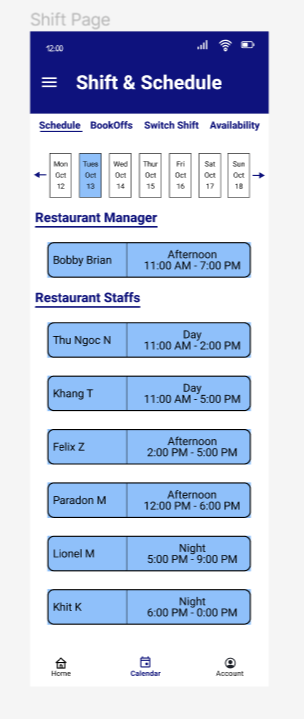 Shift Page
12:00
Shift & Schedule
Schedule BookOffs Switch Shift Availability
Mon Tues Wed Thur Fri Sat Sun
Oct Oct Oct Oct Oct Oct Oct
12 13 14 15 16 17 18
Restaurant Manager
Bobby Brian
Afternoon
11:00 AM - 7:00 PM
Restaurant Staffs
Thu Ngoc N
Day
11:00 AM - 2:00 PM
Khang T
Day
11:00 AM - 5:00 PM
Felix Z
Afternoon
2:00 PM - 5:00 PM
Paradon M
Afternoon
12:00 PM - 6:00 PM
Lionel M
Night
5:00 PM - 9:00 PM
Khit K
Night
6:00 PM - 0:00 PM
Home Calendar Account